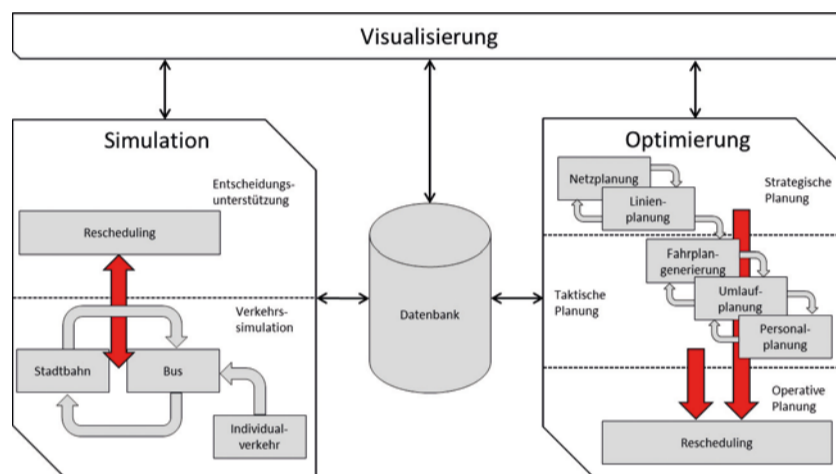 Visualisierung
Simulation
Entscheidungs-
unterstützung
Rescheduling
Verkehrs-
simulation
Stadtbahn
Bus
Individual-
verkehr
Datenbank
Optimierung
Netzplanung
Strategische
Planung
Linien-
planung
Fahrplan-
generierung
Taktische
Planung
Umlauf-
planung
Personal-
planung
Operative
Planung
Rescheduling